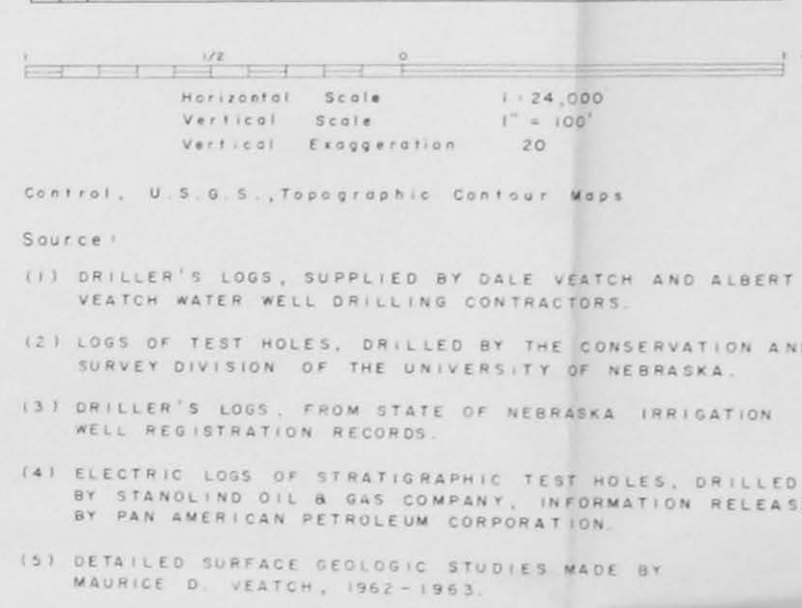 1 1/2 0 1
Horizontal Scale 1:24,000
Vertical Scale 1" = 100'
Vertical Exaggeration 20
Control, U.S.G.S., Topographic Contour Maps
Source:
(1) DRILLER'S LOGS, SUPPLIED BY DALE VEATCH AND ALBERT
VEATCH WATER WELL DRILLING CONTRACTORS.
(2) LOGS OF TEST HOLES, DRILLED BY THE CONSERVATION AN
SURVEY DIVISION OF THE UNIVERSITY OF NEBRASKA.
(3) DRILLER'S LOGS, FROM STATE OF NEBRASKA IRRIGATION
WELL REGISTRATION RECORDS.
(4) ELECTRIC LOGS OF STRATIGRAPHIC TEST HOLES, DRILLED
BY STANOLIND OIL & GAS COMPANY, INFORMATION RELEAS
BY PAN AMERICAN PETROLEUM CORPORATION.
(5) DETAILED SURFACE GEOLOGIC STUDIES MADE BY
MAURICE D. VEATCH, 1962-1963.